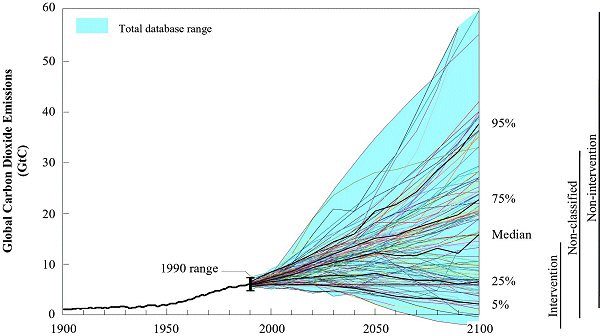 60
50
40
30
20
10
0
Global Carbon Dioxide Emissions
(GtC)
Total database range
1990 range
1900
1950
2000
2050
2100
95%
75%
Median
25%
5%
Intervention
Non-classified
Non-intervention